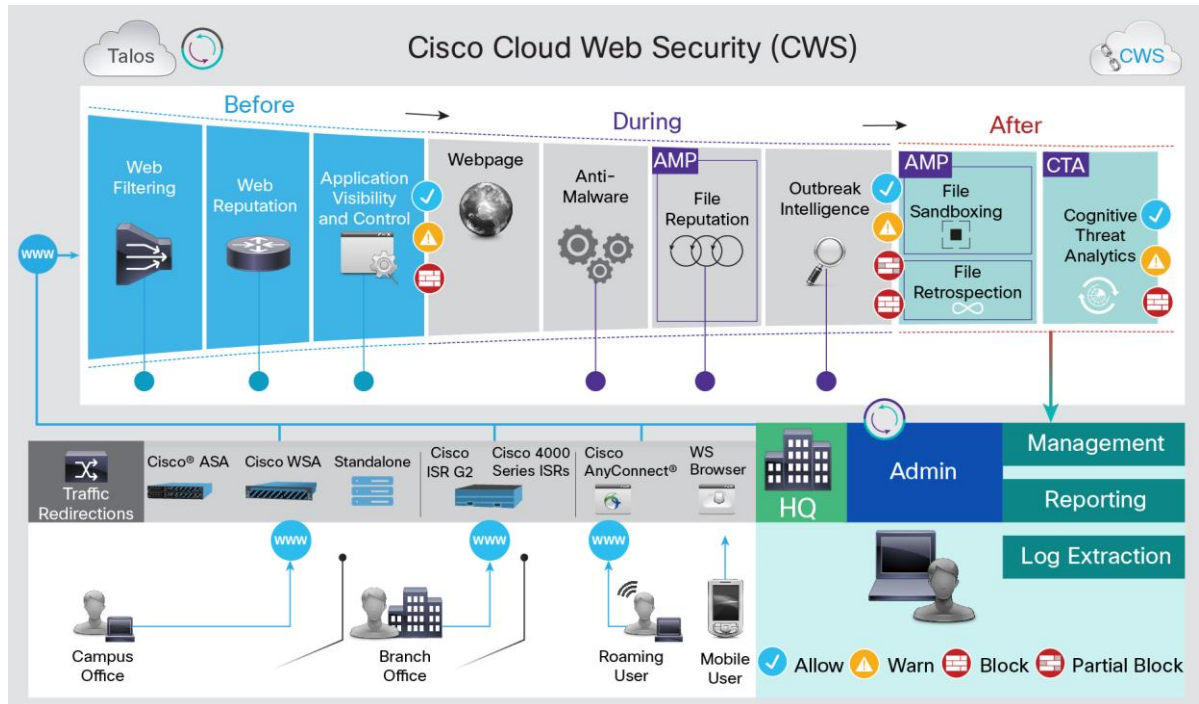 Talos
Cisco Cloud Web Security (CWS)
CWS
Before
During
After
Web
Filtering
Web
Reputation
Application
Visibility
and Control
Webpage
Anti-
Malware
AMP
File
Reputation
Outbreak
Intelligence
AMP
File
Sandboxing
File
Retrospection
CTA
Cognitive
Threat
Analytics
www
Traffic
Redirections
Cisco® ASA
Cisco WSA
Standalone
Cisco
ISR G2
Cisco 4000
Series ISRs
Cisco
AnyConnect®
WS
Browser
HQ
Admin
Management
Reporting
Log Extraction
www
www
www
Campus
Office
Branch
Office
Roaming
User
Mobile
User
Allow
Warn
Block
Partial Block